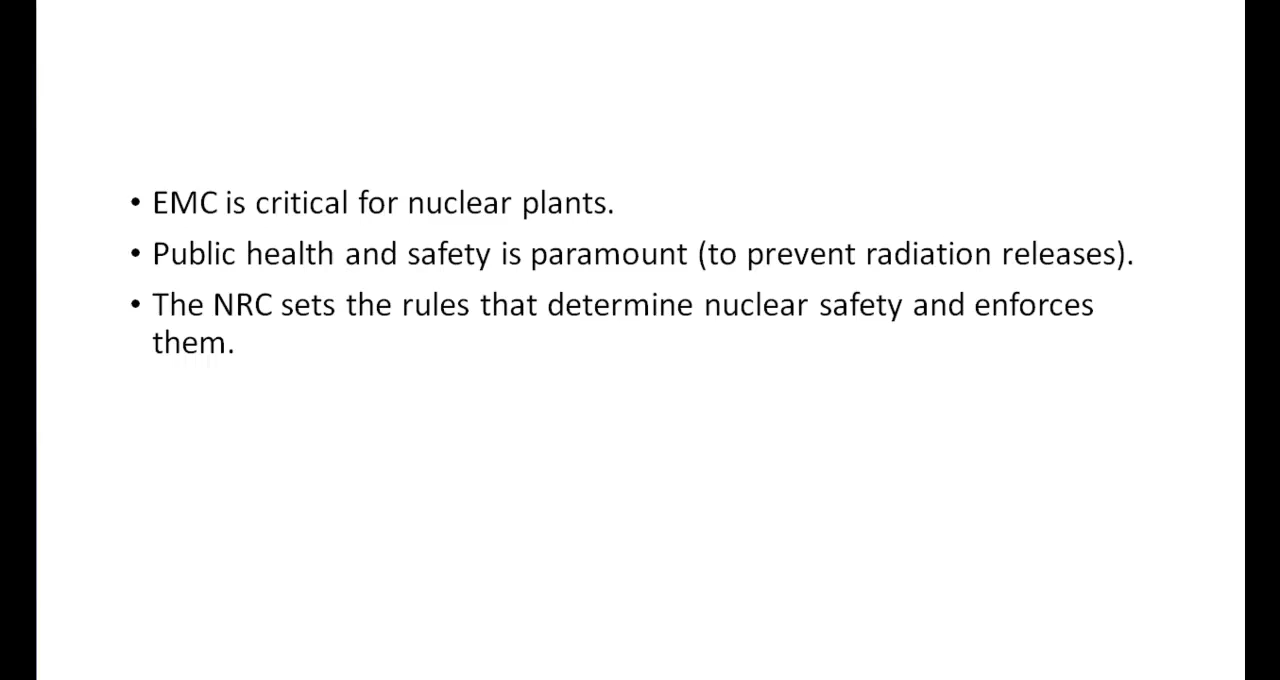 • EMC is critical for nuclear plants.
• Public health and safety is paramount (to prevent radiation releases).
• The NRC sets the rules that determine nuclear safety and enforces
them.